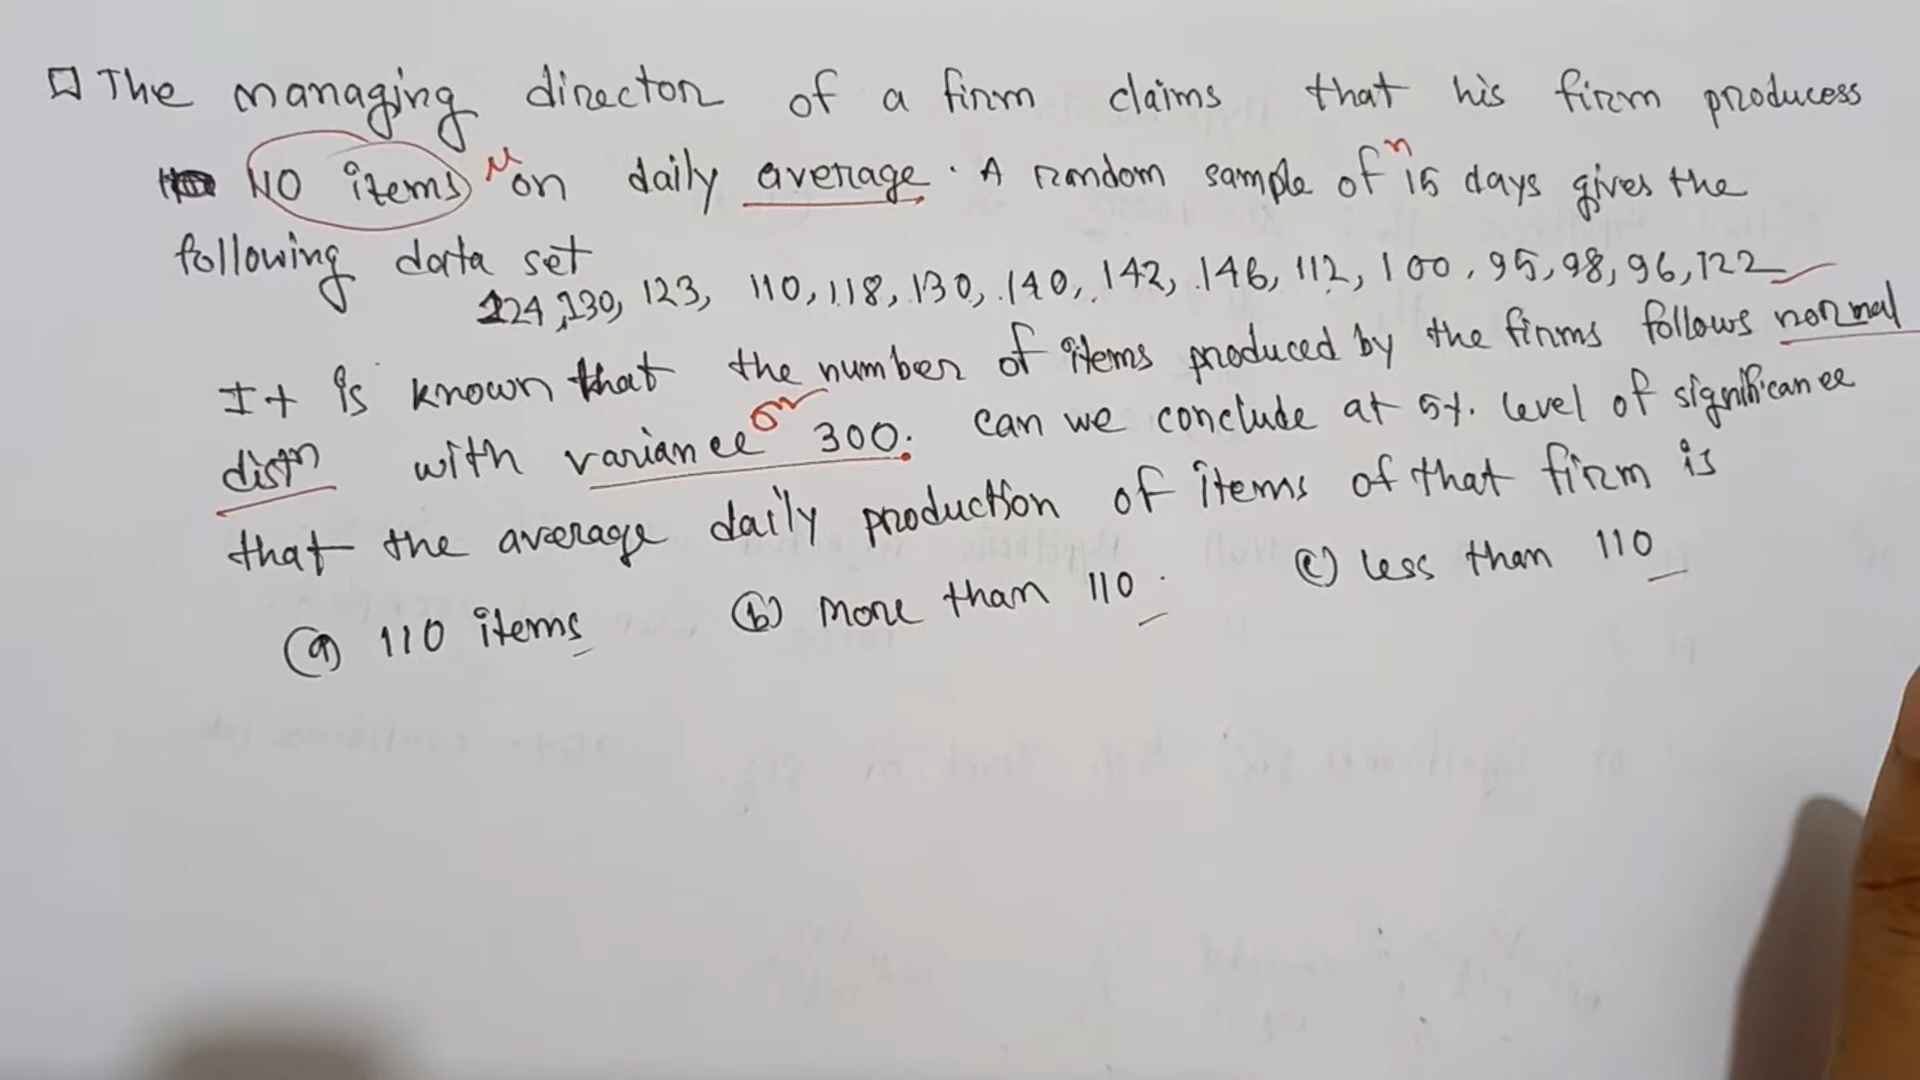 The managing director of a firm claims that his firm producess
110 items μ on daily average. A random sample of n 15 days gives the
following data set
124, 130, 123, 110, 118, 130, 140, 142, 146, 112, 100, 95, 98, 96, 122
It is known that the number of items produced by the firms follows normal
distn with variance σ² 300. can we conclude at 5%. level of significance
that the average daily production of items of that firm is
(a) 110 items (b) more than 110. (c) less than 110